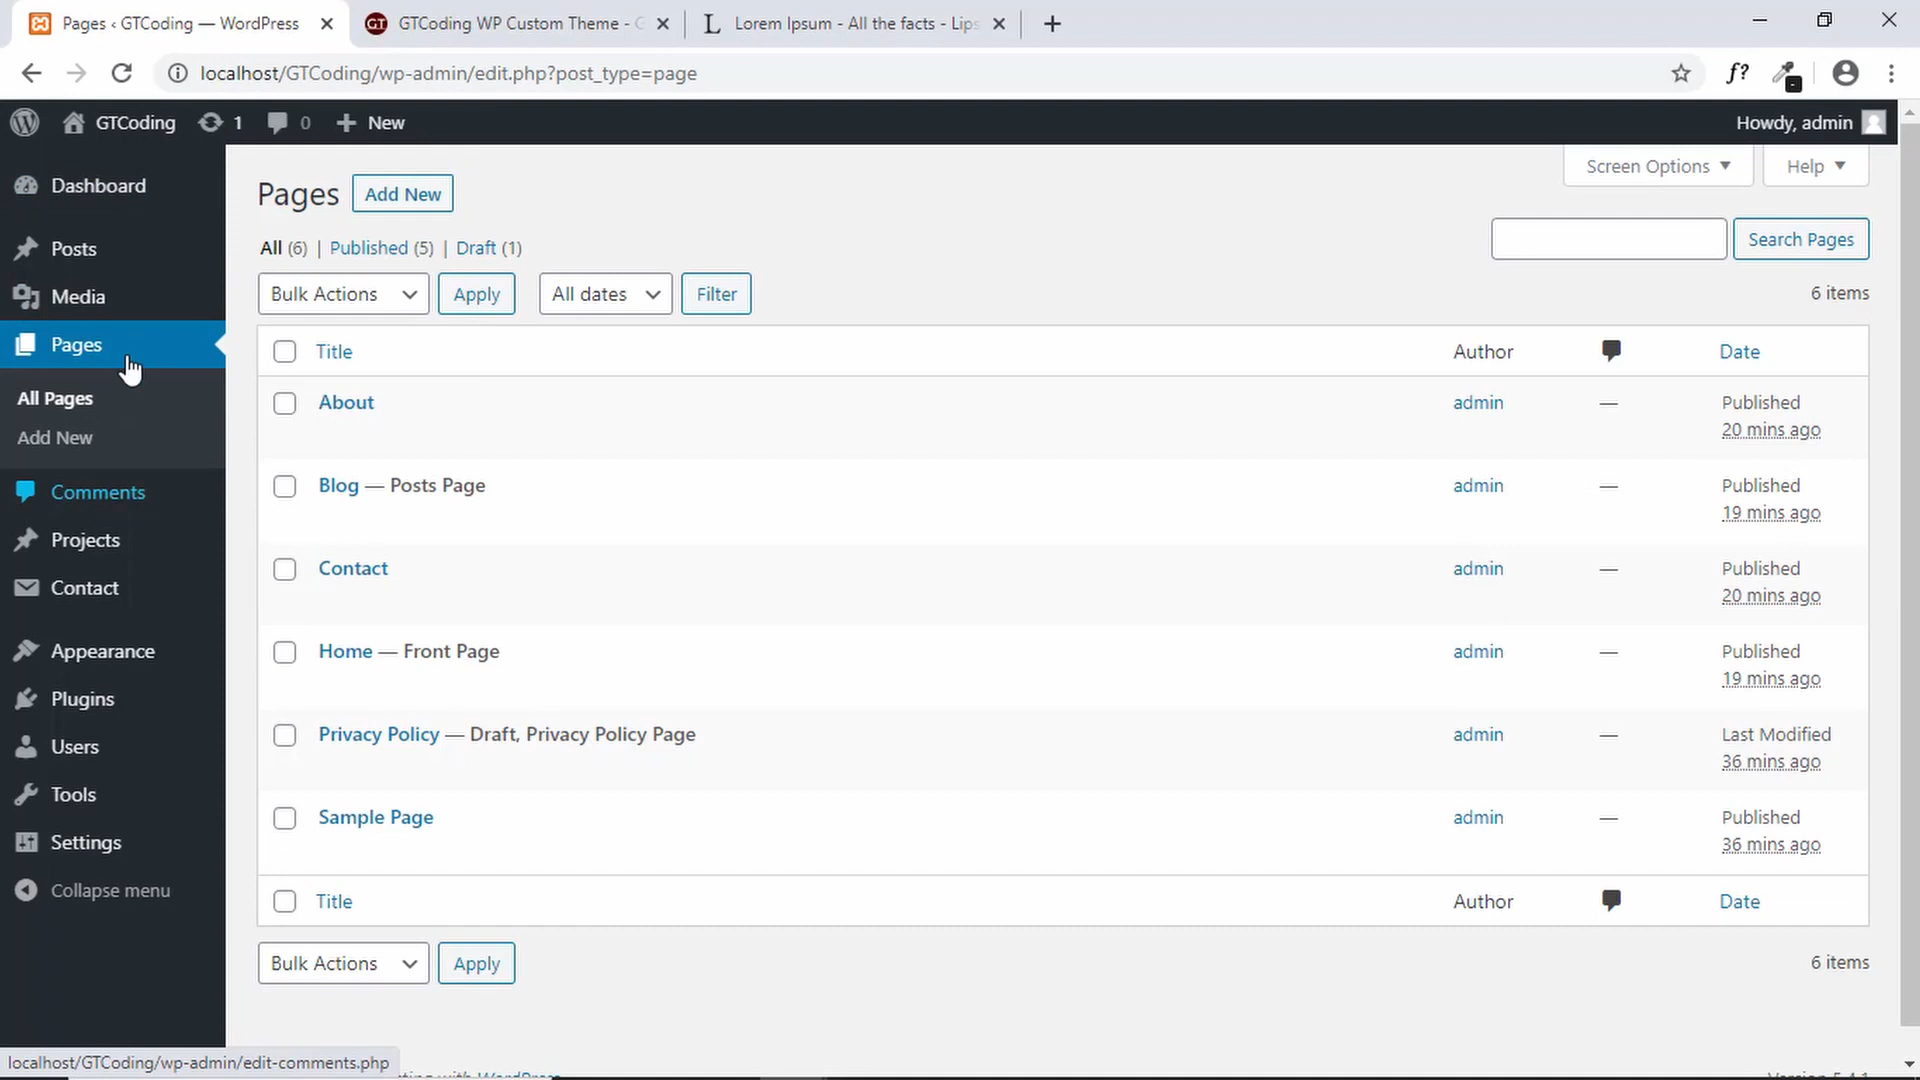 Pages ‹ GTCoding — WordPress
GTCoding WP Custom Theme - G
Lorem Ipsum - All the facts - Lips
localhost/GTCoding/wp-admin/edit.php?post_type=page
f?
GTCoding
1
0
New
Howdy, admin
Dashboard
Posts
Media
Pages
All Pages
Add New
Comments
Projects
Contact
Appearance
Plugins
Users
Tools
Settings
Collapse menu
Screen Options
Help
Pages
Add New
All (6) | Published (5) | Draft (1)
Search Pages
Bulk Actions
Apply
All dates
Filter
6 items
Title
Author
Date
About
admin
—
Published
20 mins ago
Blog — Posts Page
admin
—
Published
19 mins ago
Contact
admin
—
Published
20 mins ago
Home — Front Page
admin
—
Published
19 mins ago
Privacy Policy — Draft, Privacy Policy Page
admin
—
Last Modified
36 mins ago
Sample Page
admin
—
Published
36 mins ago
Title
Author
Date
Bulk Actions
Apply
6 items
localhost/GTCoding/wp-admin/edit-comments.php